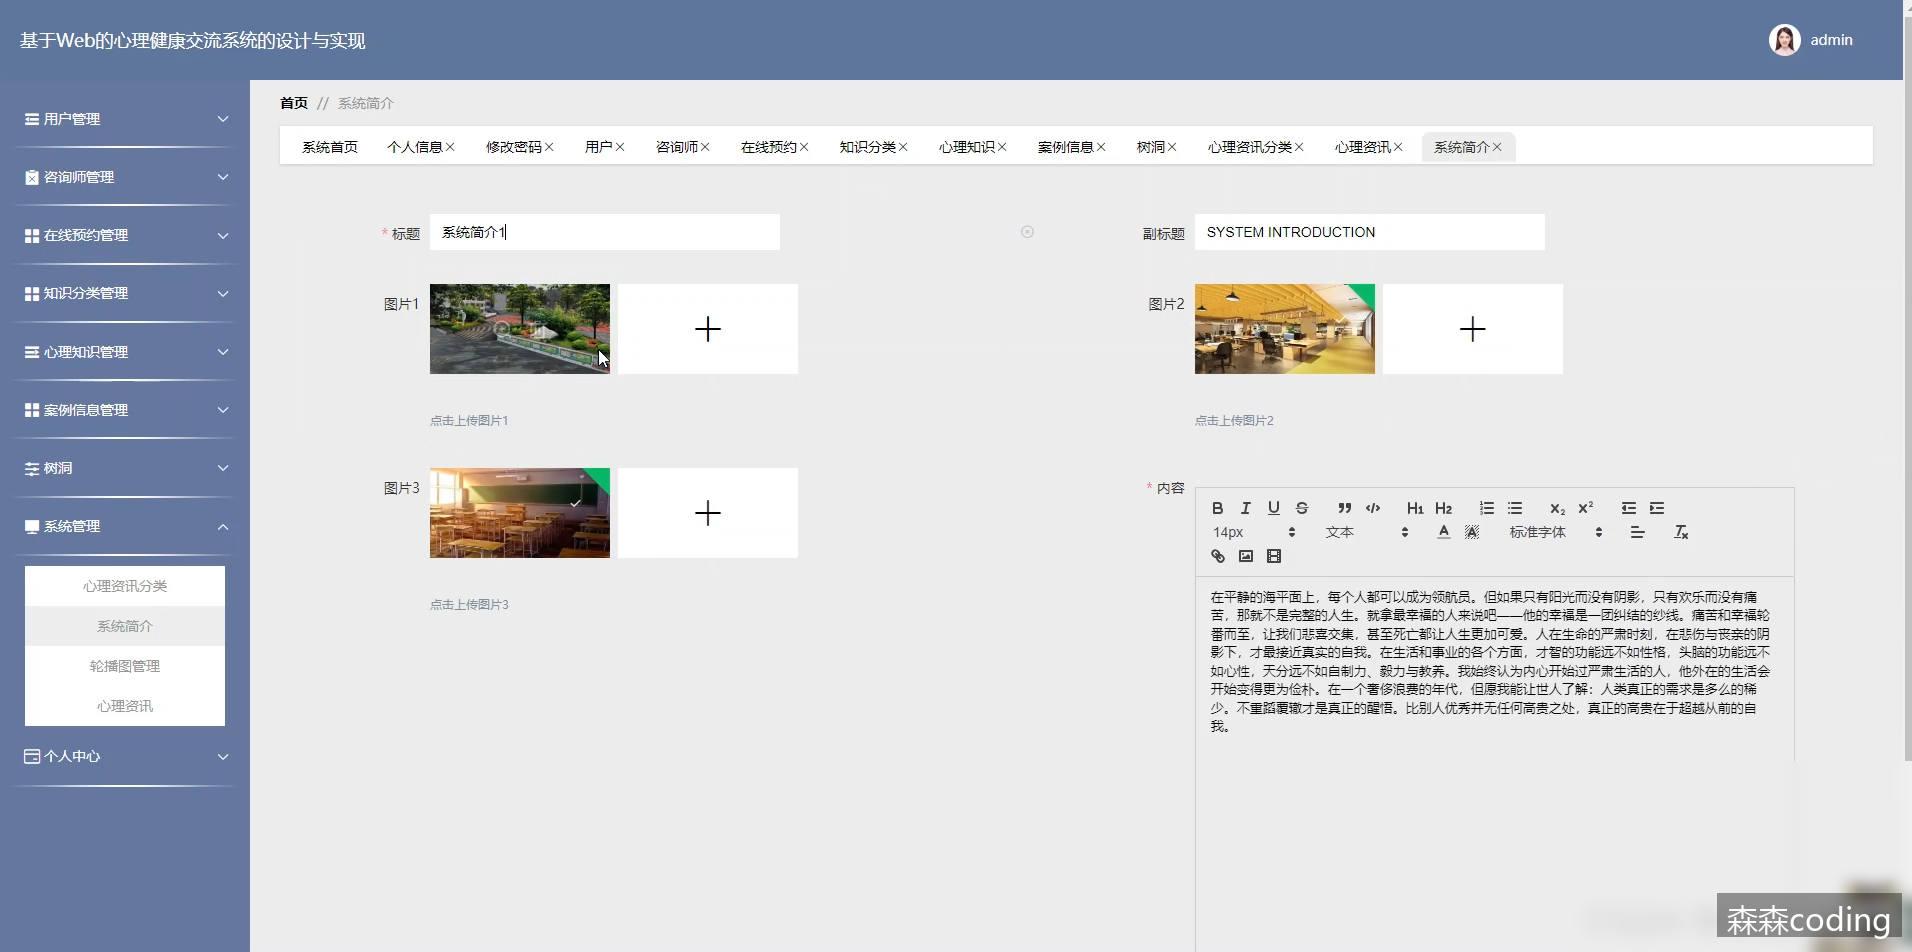 基于Web的心理健康交流系统的设计与实现
admin
用户管理
咨询师管理
在线预约管理
知识分类管理
心理知识管理
案例信息管理
树洞
系统管理
心理资讯分类
系统简介
轮播图管理
心理资讯
个人中心
首页 // 系统简介
系统首页 个人信息 修改密码 用户 咨询师 在线预约 知识分类 心理知识 案例信息 树洞 心理资讯分类 心理资讯 系统简介
* 标题 系统简介1
副标题 SYSTEM INTRODUCTION
图片1
点击上传图片1
图片2
点击上传图片2
图片3
点击上传图片3
* 内容
B I U S H1 H2 x₂ x²
14px 文本 A A 标准字体 Tx
在平静的海平面上，每个人都可以成为领航员。但如果只有阳光而没有阴影，只有欢乐而没有痛
苦，那就不是完整的人生。就拿最幸福的人来说吧——他的幸福是一团纠结的纱线。痛苦和幸福轮
番而至，让我们悲喜交集，甚至死亡都让人生更加可爱。人在生命的严肃时刻，在悲伤与丧亲的阴
影下，才最接近真实的自我。在生活和事业的各个方面，才智的功能远不如性格，头脑的功能远不
如心性，天分远不如自制力、毅力与教养。我始终认为内心开始过严肃生活的人，他外在的生活会
开始变得更为俭朴。在一个奢侈浪费的年代，但愿我能让世人了解：人类真正的需求是多么的稀
少。不重蹈覆辙才是真正的醒悟。比别人优秀并无任何高贵之处，真正的高贵在于超越从前的自
我。
森森coding